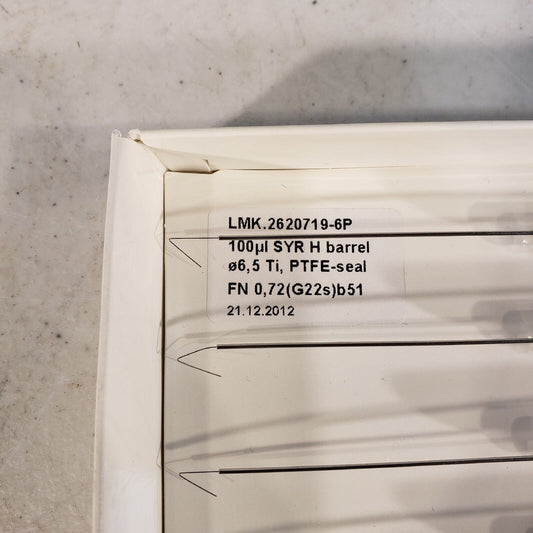 LMK.2620719-6P
100µl SYR H barrel
ø6,5 Ti, PTFE-seal
FN 0,72(G22s)b51
21.12.2012